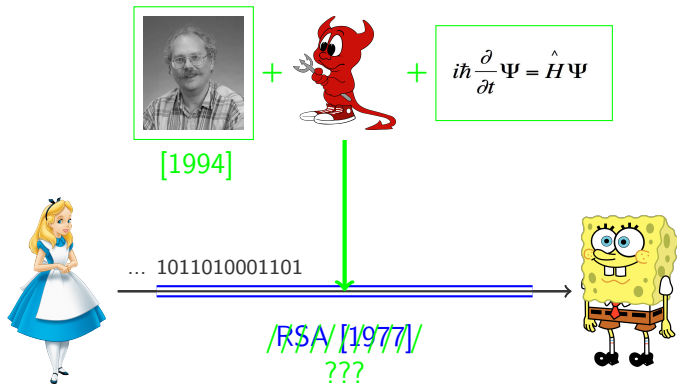 + + iħ ∂/∂t Ψ = Ĥ Ψ
[1994]
... 1011010001101
RSA [1977]
???